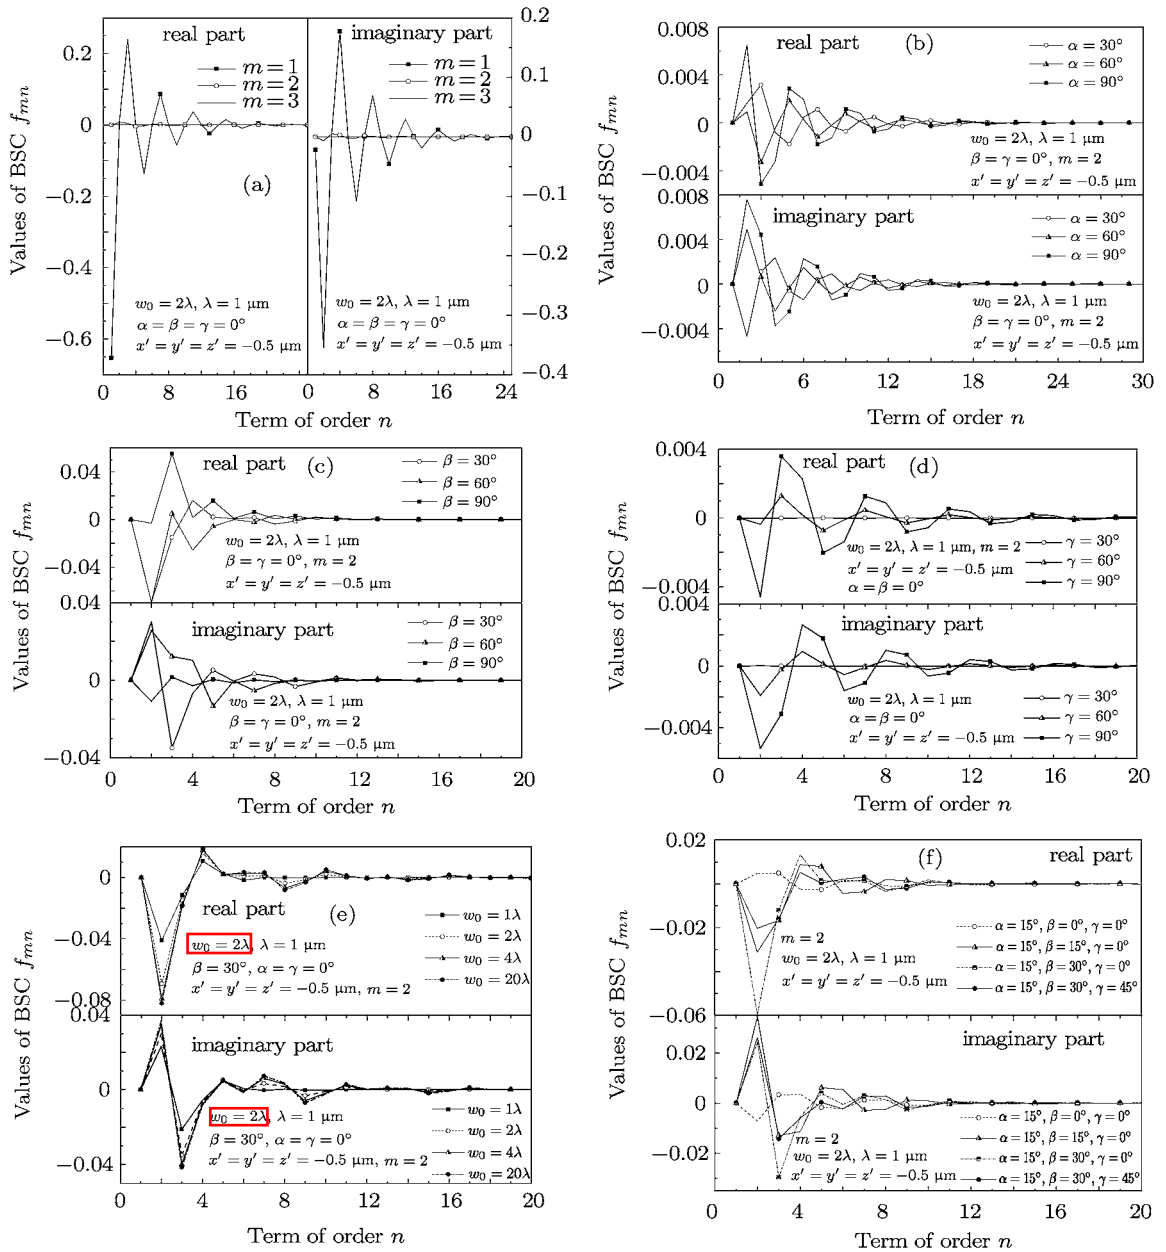 real part
imaginary part
m=1
m=2
m=3
m=1
m=2
m=3
0.2
0
−0.2
−0.4
−0.6
0.2
0.1
0
−0.1
−0.2
−0.3
−0.4
(a)
w₀ = 2λ, λ = 1 µm
α = β = γ = 0°
x′ = y′ = z′ = −0.5 µm
w₀ = 2λ, λ = 1 µm
α = β = γ = 0°
x′ = y′ = z′ = −0.5 µm
0 8 16 0 8 16 24
Term of order n
Values of BSC fₘₙ
0.008
0.004
0
−0.004
0.008
0.004
0
−0.004
real part
(b)
α = 30°
α = 60°
α = 90°
w₀ = 2λ, λ = 1 µm
β = γ = 0°, m = 2
x′ = y′ = z′ = −0.5 µm
imaginary part
α = 30°
α = 60°
α = 90°
w₀ = 2λ, λ = 1 µm
β = γ = 0°, m = 2
x′ = y′ = z′ = −0.5 µm
0 6 12 18 24 30
Term of order n
Values of BSC fₘₙ
0.04
0
−0.04
0.04
0
−0.04
real part
(c)
β = 30°
β = 60°
β = 90°
w₀ = 2λ, λ = 1 µm
β = γ = 0°, m = 2
x′ = y′ = z′ = −0.5 µm
imaginary part
β = 30°
β = 60°
β = 90°
w₀ = 2λ, λ = 1 µm
β = γ = 0°, m = 2
x′ = y′ = z′ = −0.5 µm
0 4 8 12 16 20
Term of order n
Values of BSC fₘₙ
0.004
0
−0.004
0.004
0
−0.004
real part
(d)
w₀ = 2λ, λ = 1 µm, m = 2
x′ = y′ = z′ = −0.5 µm
α = β = 0°
γ = 30°
γ = 60°
γ = 90°
imaginary part
w₀ = 2λ, λ = 1 µm
α = β = 0°
x′ = y′ = z′ = −0.5 µm
γ = 30°
γ = 60°
γ = 90°
0 4 8 12 16 20
Term of order n
Values of BSC fₘₙ
0
−0.04
−0.08
0.04
0
−0.04
real part
(e)
w₀ = 2λ, λ = 1 µm
β = 30°, α = γ = 0°
x′ = y′ = z′ = −0.5 µm, m = 2
w₀ = 1λ
w₀ = 2λ
w₀ = 4λ
w₀ = 20λ
imaginary part
w₀ = 2λ, λ = 1 µm
β = 30°, α = γ = 0°
x′ = y′ = z′ = −0.5 µm, m = 2
w₀ = 1λ
w₀ = 2λ
w₀ = 4λ
w₀ = 20λ
0 4 8 12 16 20
Term of order n
Values of BSC fₘₙ
0.02
0
−0.02
−0.06
0.02
0
−0.02
(f)
real part
m = 2
w₀ = 2λ, λ = 1 µm
x′ = y′ = z′ = −0.5 µm
α = 15°, β = 0°, γ = 0°
α = 15°, β = 15°, γ = 0°
α = 15°, β = 30°, γ = 0°
α = 15°, β = 30°, γ = 45°
imaginary part
m = 2
w₀ = 2λ, λ = 1 µm
x′ = y′ = z′ = −0.5 µm
α = 15°, β = 0°, γ = 0°
α = 15°, β = 15°, γ = 0°
α = 15°, β = 30°, γ = 0°
α = 15°, β = 30°, γ = 45°
0 4 8 12 16 20
Term of order n
Values of BSC fₘₙ